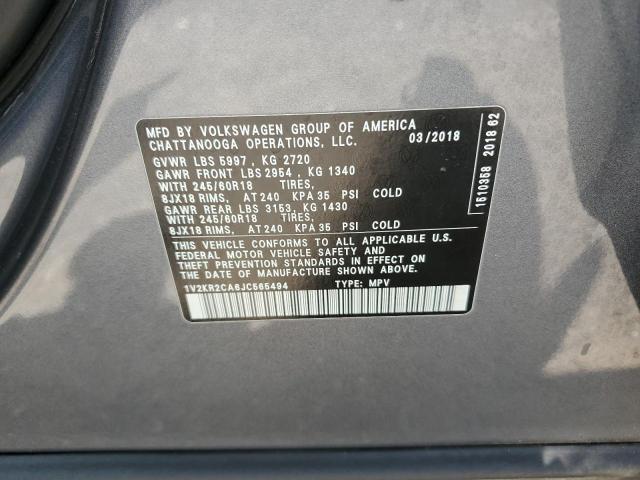 MFD BY VOLKSWAGEN GROUP OF AMERICA
CHATTANOOGA OPERATIONS, LLC. 03/2018
GVWR LBS 5997, KG 2720
GAWR FRONT LBS 2954, KG 1340
WITH 245/60R18 TIRES,
8JX18 RIMS, AT 240 KPA 35 PSI COLD
GAWR REAR LBS 3153, KG 1430
WITH 245/60R18 TIRES,
8JX18 RIMS, AT 240 KPA 35 PSI COLD
THIS VEHICLE CONFORMS TO ALL APPLICABLE U.S.
FEDERAL MOTOR VEHICLE SAFETY AND
THEFT PREVENTION STANDARDS IN EFFECT ON
THE DATE OF MANUFACTURE SHOWN ABOVE.
1V2KR2CA6JC565494 TYPE: MPV
1510358 2018 62